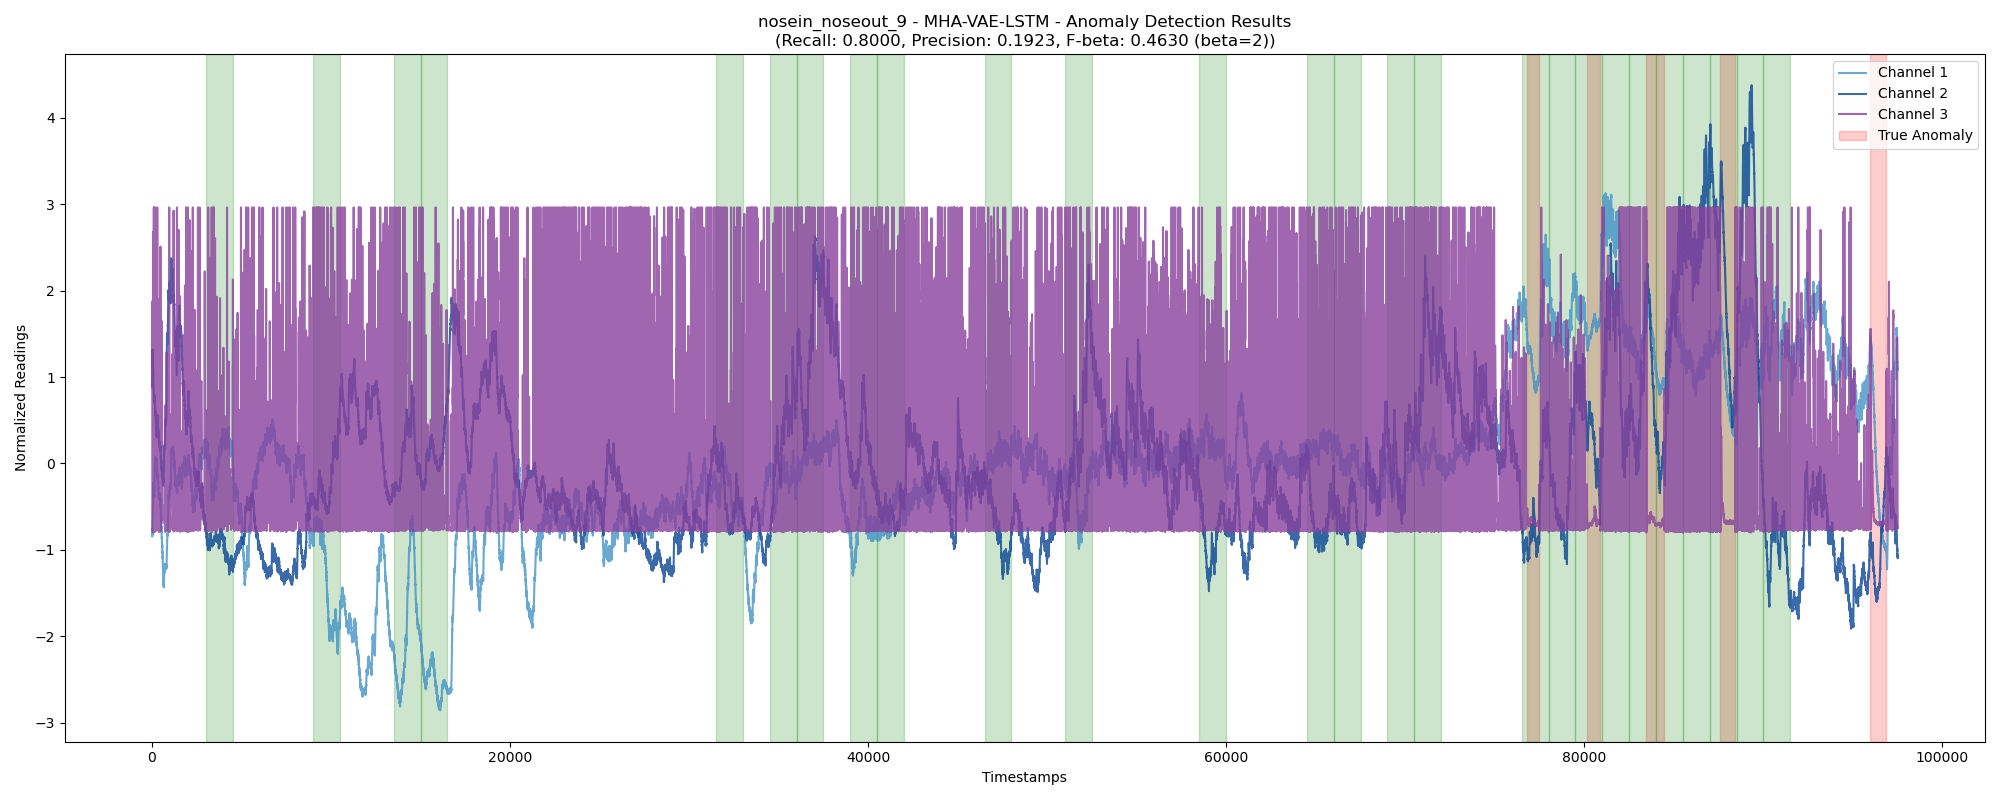 nosein_noseout_9 - MHA-VAE-LSTM - Anomaly Detection Results
(Recall: 0.8000, Precision: 0.1923, F-beta: 0.4630 (beta=2))
Normalized Readings
4
3
2
1
0
−1
−2
−3
Channel 1
Channel 2
Channel 3
True Anomaly
0
20000
40000
60000
80000
100000
Timestamps